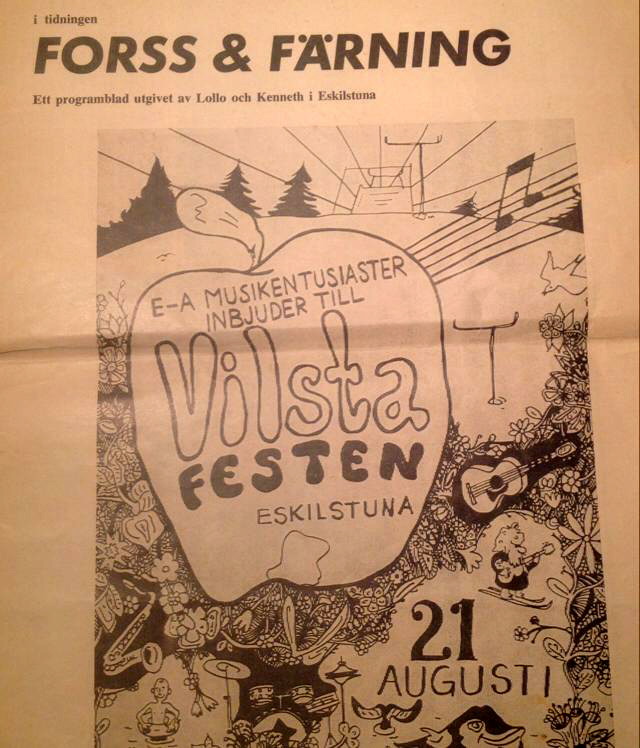 i tidningen
FORSS & FÄRNING
Ett programblad utgivet av Lollo och Kenneth i Eskilstuna
E-A MUSIKENTUSIASTER
INBJUDER TILL
Vilsta
FESTEN
ESKILSTUNA
21
AUGUSTI